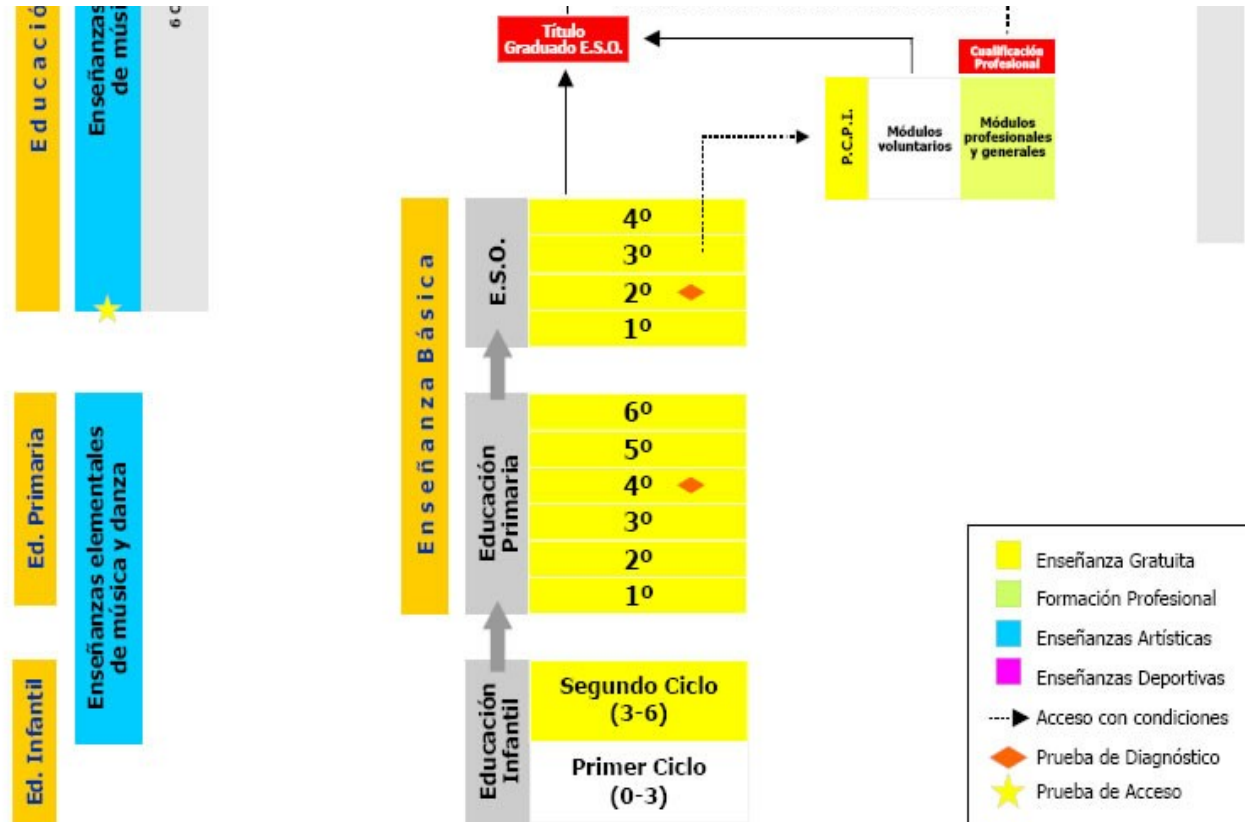 Educació
Enseñanzas
de mús
Título
Graduado E.S.O.
Cualificación
Profesional
P.C.P.I.
Módulos
voluntarios
Módulos
profesionales
y generales
Enseñanza Básica
E.S.O.
4º
3º
2º
1º
Ed. Primaria
Enseñanzas elementales
de música y danza
Educación
Primaria
6º
5º
4º
3º
2º
1º
Ed. Infantil
Educación
Infantil
Segundo Ciclo
(3-6)
Primer Ciclo
(0-3)
Enseñanza Gratuita
Formación Profesional
Enseñanzas Artísticas
Enseñanzas Deportivas
Acceso con condiciones
Prueba de Diagnóstico
Prueba de Acceso